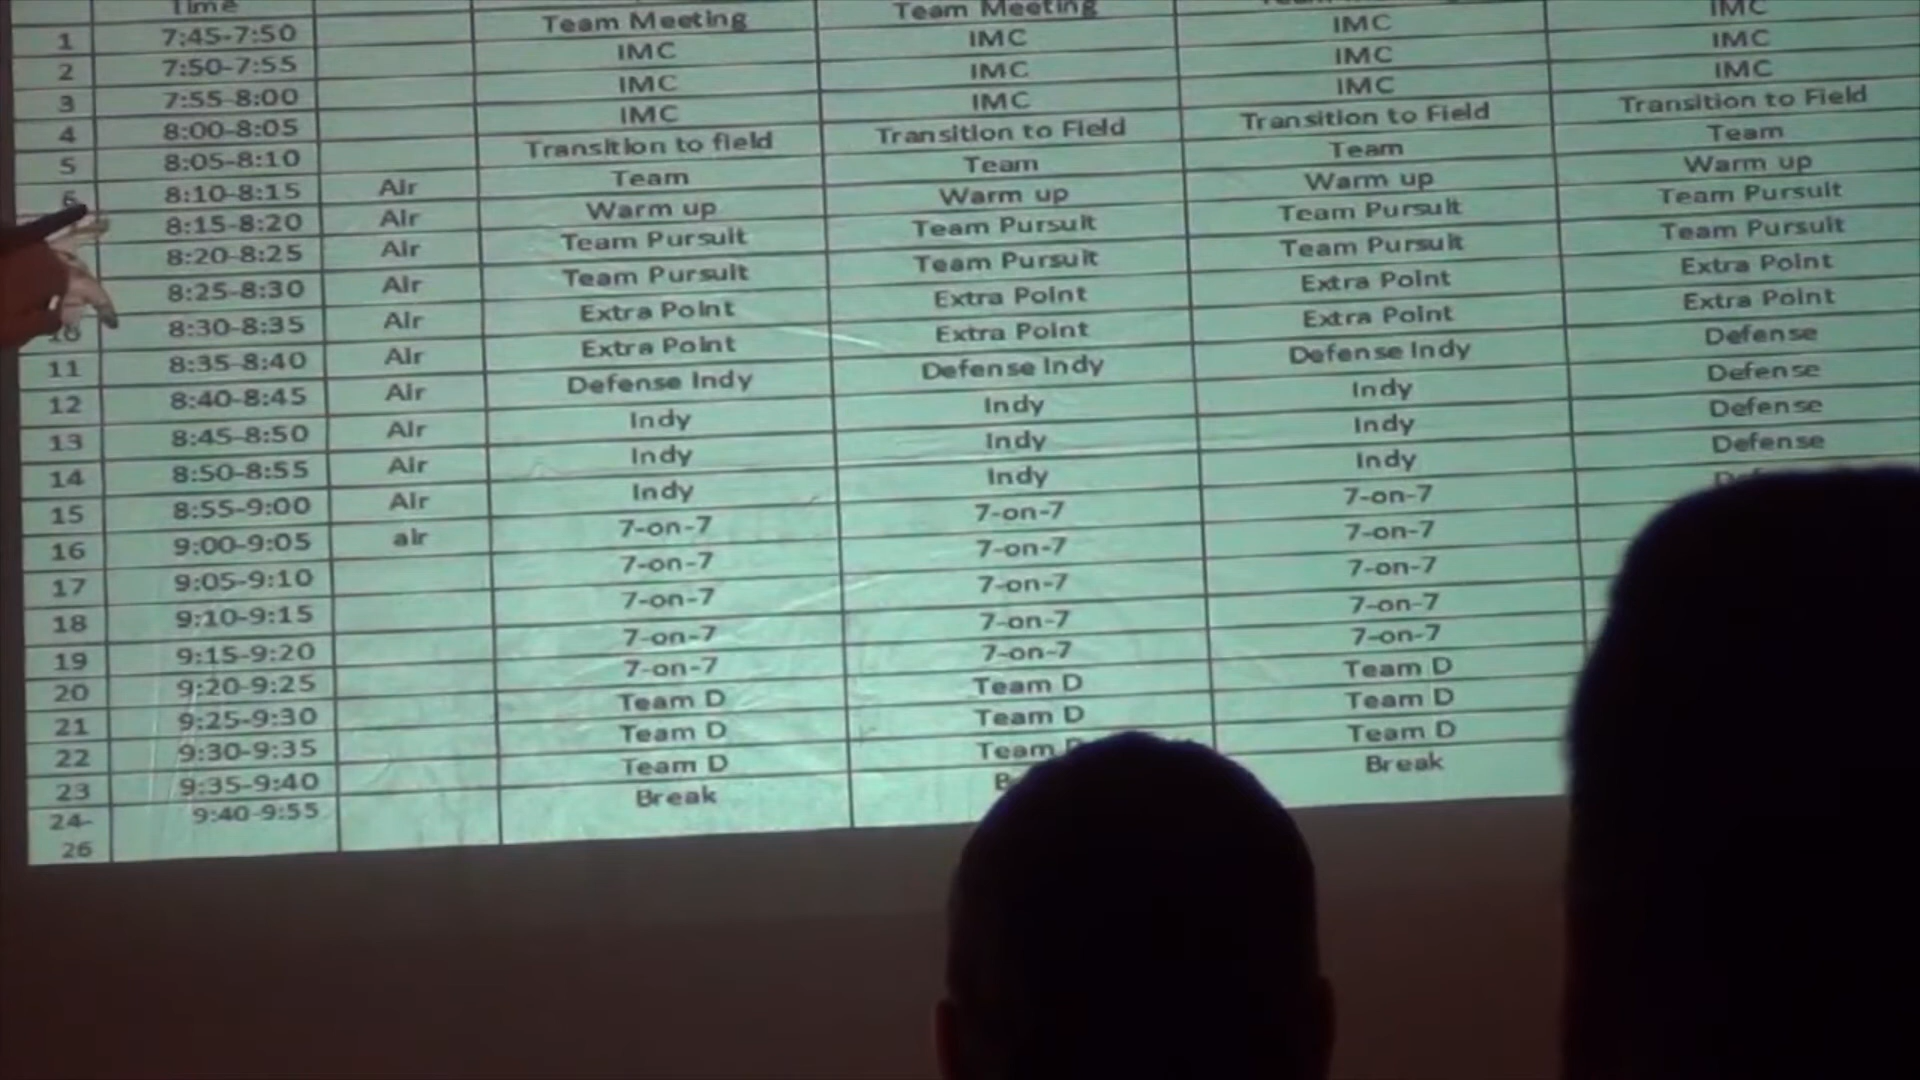 Time
1 7:45-7:50 Team Meeting Team Meeting
2 7:50-7:55 IMC IMC IMC IMC
3 7:55-8:00 IMC IMC IMC IMC
4 8:00-8:05 IMC IMC IMC IMC
5 8:05-8:10 Transition to field Transition to Field Transition to Field Transition to Field
6 8:10-8:15 Air Team Team Team Team
8:15-8:20 Air Warm up Warm up Warm up Warm up
8:20-8:25 Air Team Pursuit Team Pursuit Team Pursuit Team Pursuit
8:25-8:30 Air Team Pursuit Team Pursuit Team Pursuit Team Pursuit
10 8:30-8:35 Air Extra Point Extra Point Extra Point Extra Point
11 8:35-8:40 Air Extra Point Extra Point Extra Point Extra Point
12 8:40-8:45 Air Defense Indy Defense Indy Defense Indy Defense
13 8:45-8:50 Air Indy Indy Indy Defense
14 8:50-8:55 Air Indy Indy Indy Defense
15 8:55-9:00 Air Indy Indy Indy Defense
16 9:00-9:05 air 7-on-7 7-on-7 7-on-7
17 9:05-9:10 7-on-7 7-on-7 7-on-7
18 9:10-9:15 7-on-7 7-on-7 7-on-7
19 9:15-9:20 7-on-7 7-on-7 7-on-7
20 9:20-9:25 7-on-7 7-on-7 7-on-7
21 9:25-9:30 Team D Team D Team D
22 9:30-9:35 Team D Team D Team D
23 9:35-9:40 Team D Team Team D
24-26 9:40-9:55 Break Break